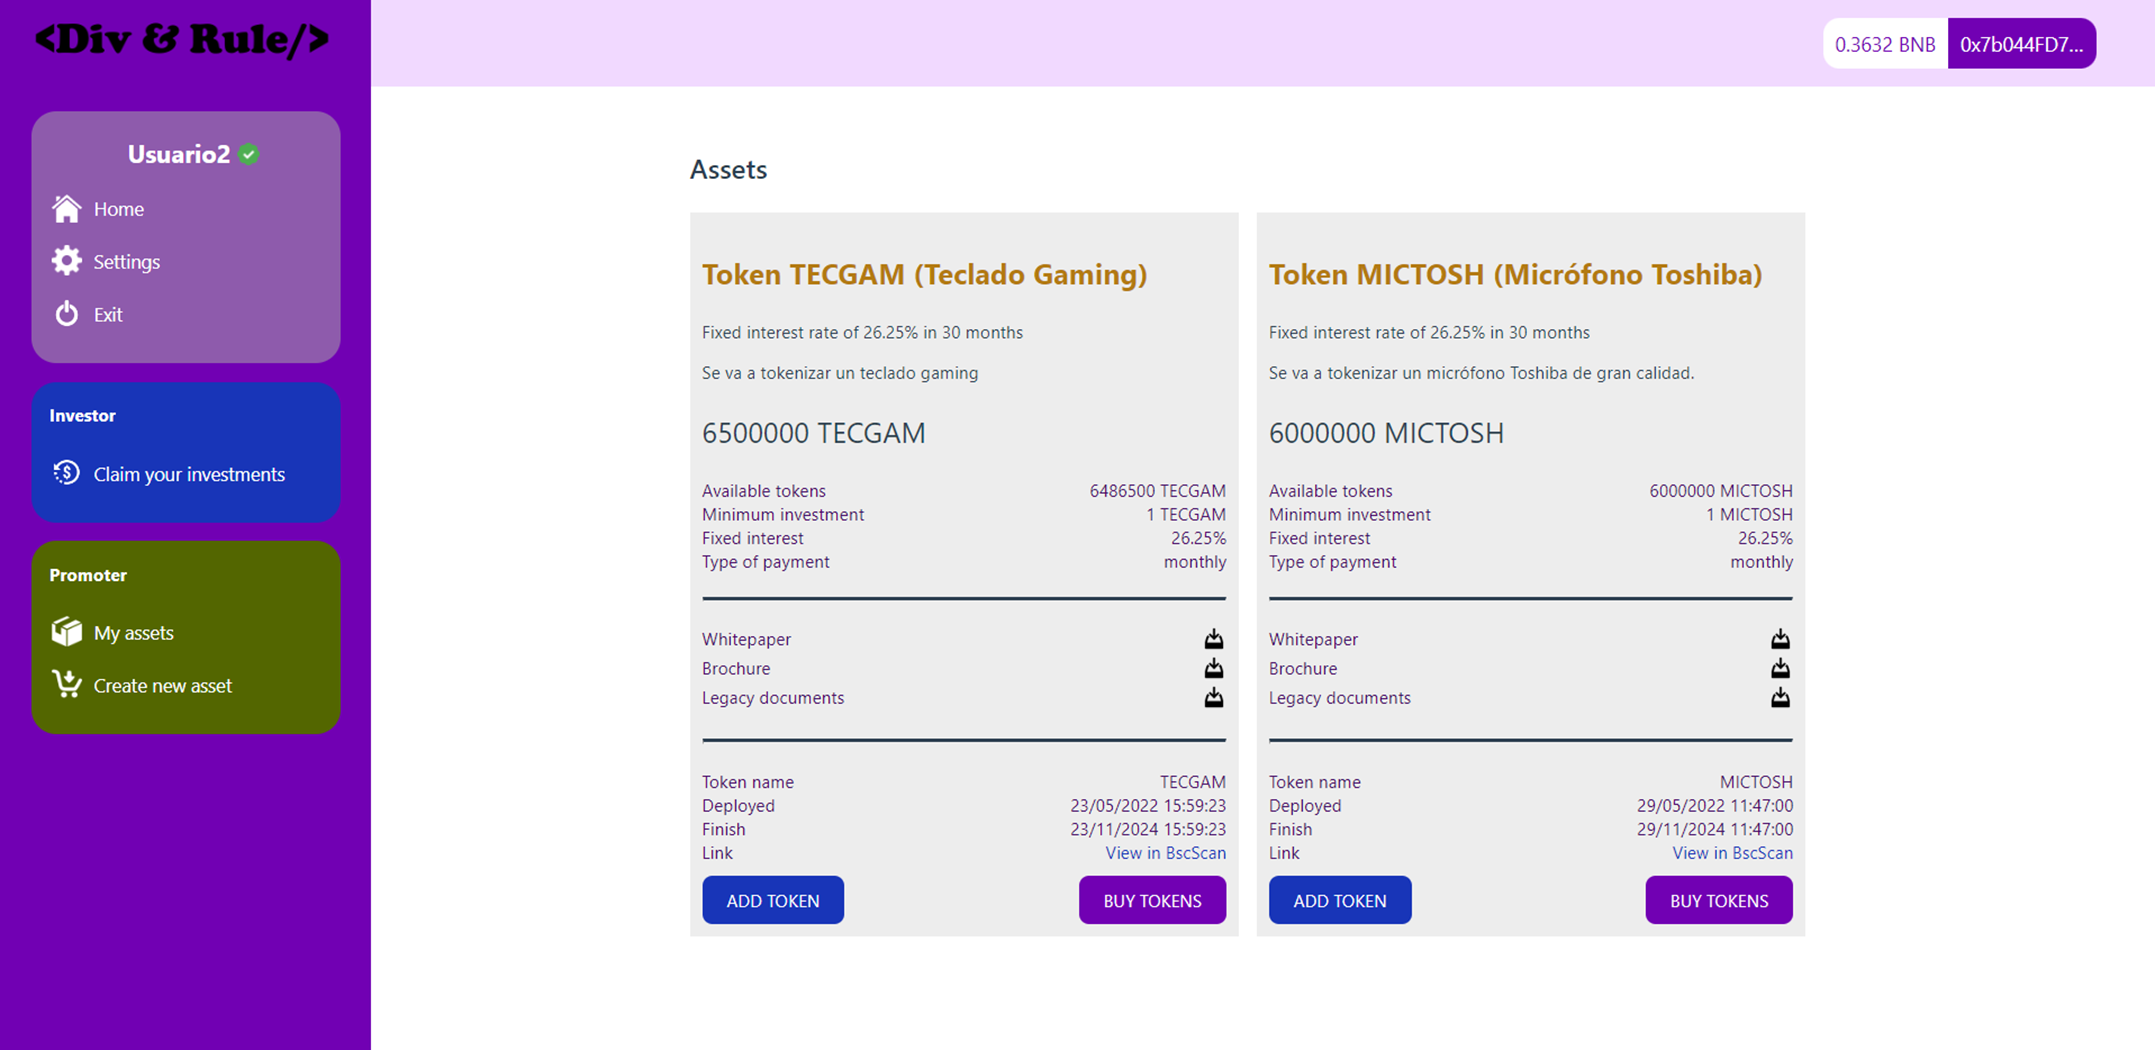 <Div & Rule/>
0.3632 BNB 0x7b044FD7...
Usuario2
Home
Settings
Exit
Investor
Claim your investments
Promoter
My assets
Create new asset
Assets
Token TECGAM (Teclado Gaming)
Fixed interest rate of 26.25% in 30 months
Se va a tokenizar un teclado gaming
6500000 TECGAM
Available tokens 6486500 TECGAM
Minimum investment 1 TECGAM
Fixed interest 26.25%
Type of payment monthly
Whitepaper
Brochure
Legacy documents
Token name TECGAM
Deployed 23/05/2022 15:59:23
Finish 23/11/2024 15:59:23
Link View in BscScan
ADD TOKEN BUY TOKENS
Token MICTOSH (Micrófono Toshiba)
Fixed interest rate of 26.25% in 30 months
Se va a tokenizar un micrófono Toshiba de gran calidad.
6000000 MICTOSH
Available tokens 6000000 MICTOSH
Minimum investment 1 MICTOSH
Fixed interest 26.25%
Type of payment monthly
Whitepaper
Brochure
Legacy documents
Token name MICTOSH
Deployed 29/05/2022 11:47:00
Finish 29/11/2024 11:47:00
Link View in BscScan
ADD TOKEN BUY TOKENS